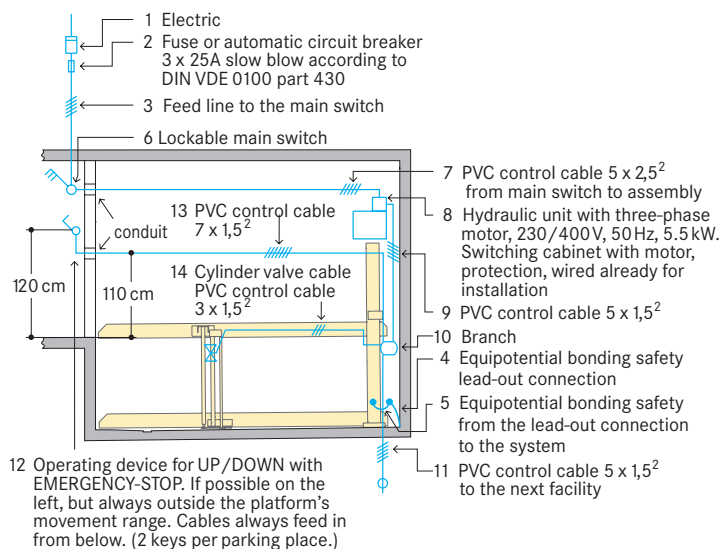 1 Electric
2 Fuse or automatic circuit breaker
3 x 25A slow blow according to
DIN VDE 0100 part 430
3 Feed line to the main switch
6 Lockable main switch
7 PVC control cable 5 x 2,5²
from main switch to assembly
8 Hydraulic unit with three-phase
motor, 230/400V, 50Hz, 5.5kW.
Switching cabinet with motor,
protection, wired already for
installation
9 PVC control cable 5 x 1,5²
10 Branch
4 Equipotential bonding safety
lead-out connection
5 Equipotential bonding safety
from the lead-out connection
to the system
11 PVC control cable 5 x 1,5²
to the next facility
13 PVC control cable
7 x 1,5²
conduit
14 Cylinder valve cable
PVC control cable
3 x 1,5²
120 cm
110 cm
12 Operating device for UP/DOWN with
EMERGENCY-STOP. If possible on the
left, but always outside the platform's
movement range. Cables always feed in
from below. (2 keys per parking place.)